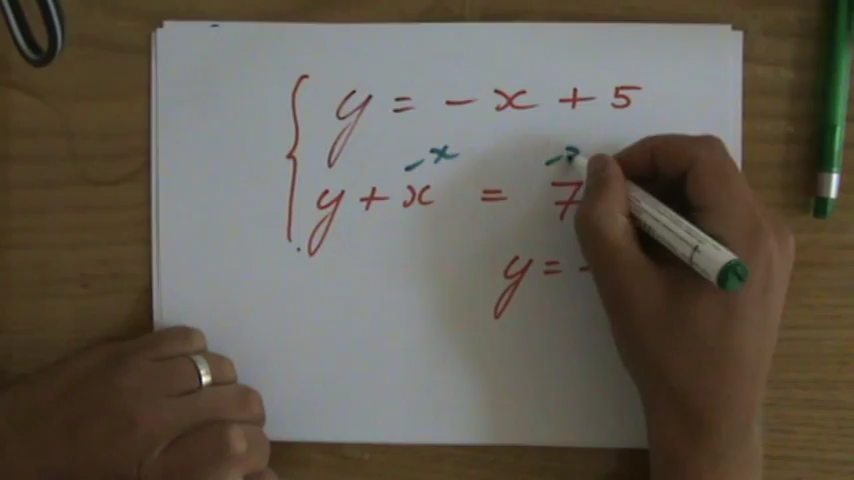 y = -x + 5
-x
y + x = 7
y = -